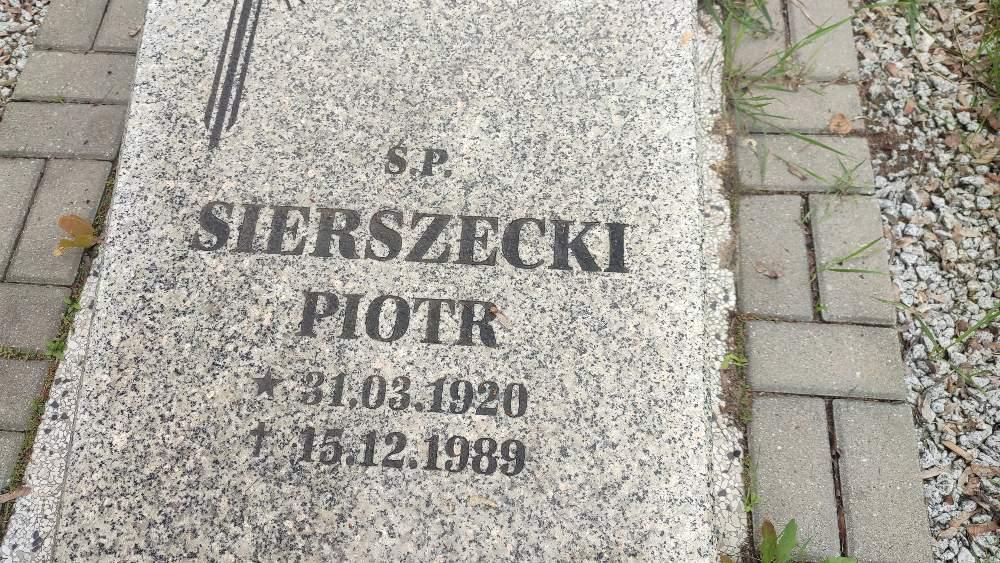 Ś.P.
SIERSZECKI
PIOTR
★ 31.03.1920
✝ 15.12.1989